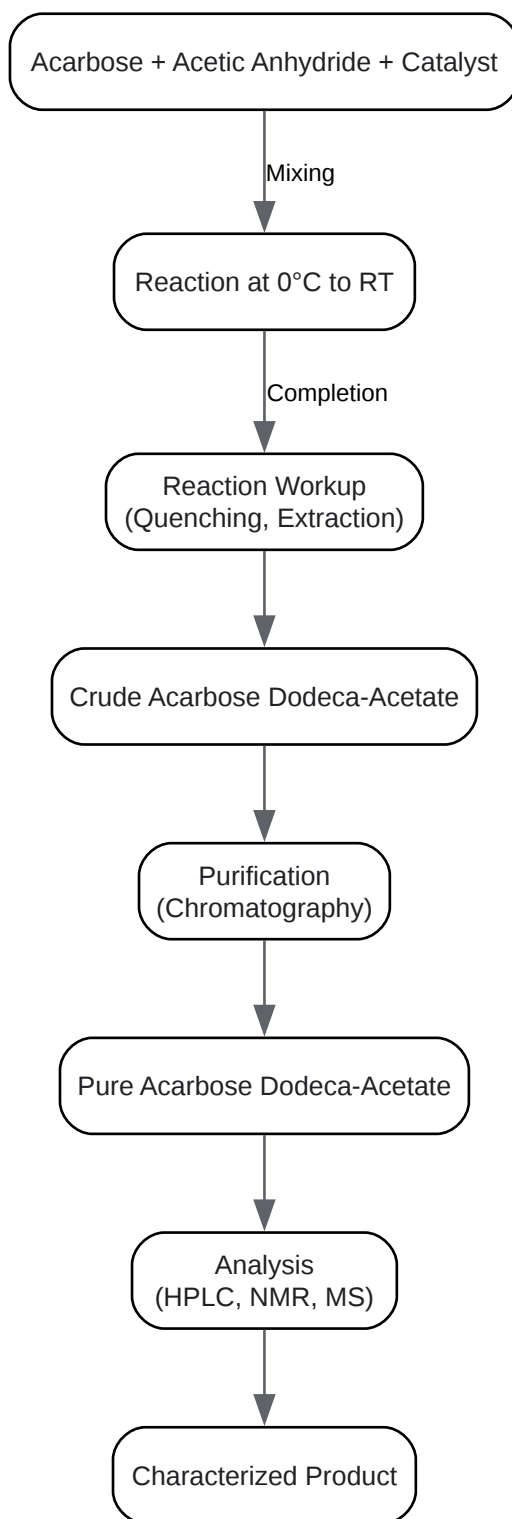 Acarbose + Acetic Anhydride + Catalyst
Mixing
Reaction at 0°C to RT
Completion
Reaction Workup
(Quenching, Extraction)
Crude Acarbose Dodeca-Acetate
Purification
(Chromatography)
Pure Acarbose Dodeca-Acetate
Analysis
(HPLC, NMR, MS)
Characterized Product